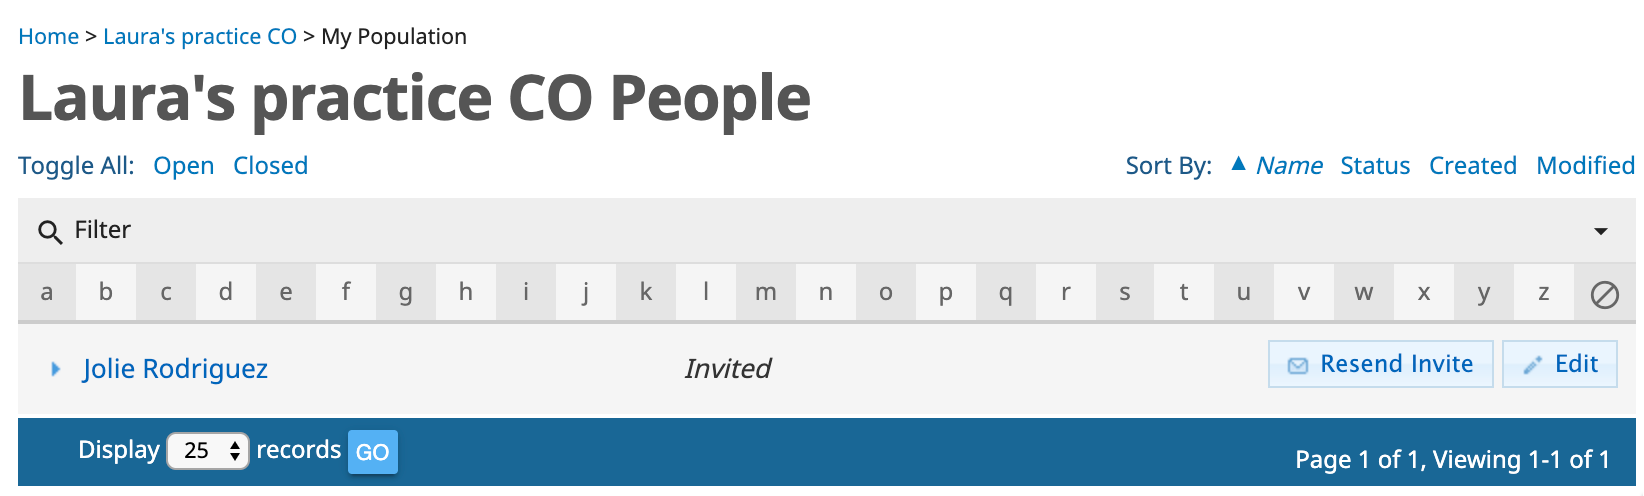 Home > Laura's practice CO > My Population
Laura's practice CO People
Toggle All: Open Closed Sort By: ▲ Name Status Created Modified
Filter
a b c d e f g h i j k l m n o p q r s t u v w x y z
Jolie Rodriguez Invited Resend Invite Edit
Display 25 records GO Page 1 of 1, Viewing 1-1 of 1